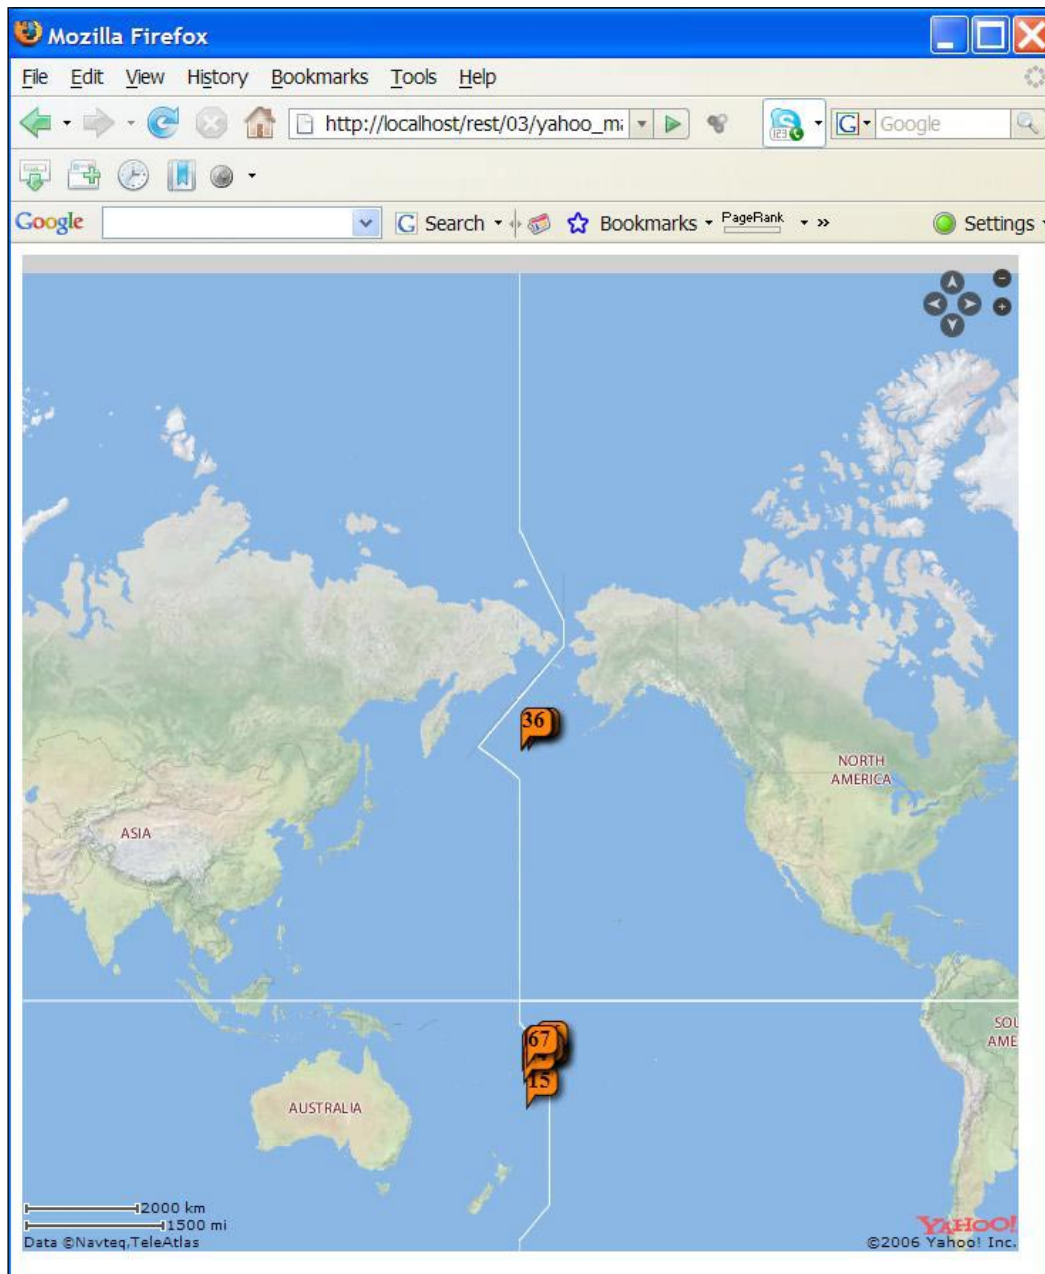 Mozilla Firefox
File Edit View History Bookmarks Tools Help
http://localhost/rest/03/yahoo_ma G Google
Google G Search Bookmarks PageRank » Settings
36
NORTH
AMERICA
ASIA
67
SOU
AME
15
AUSTRALIA
2000 km
1500 mi
YAHOO!
Data ©Navteq,TeleAtlas ©2006 Yahoo! Inc.